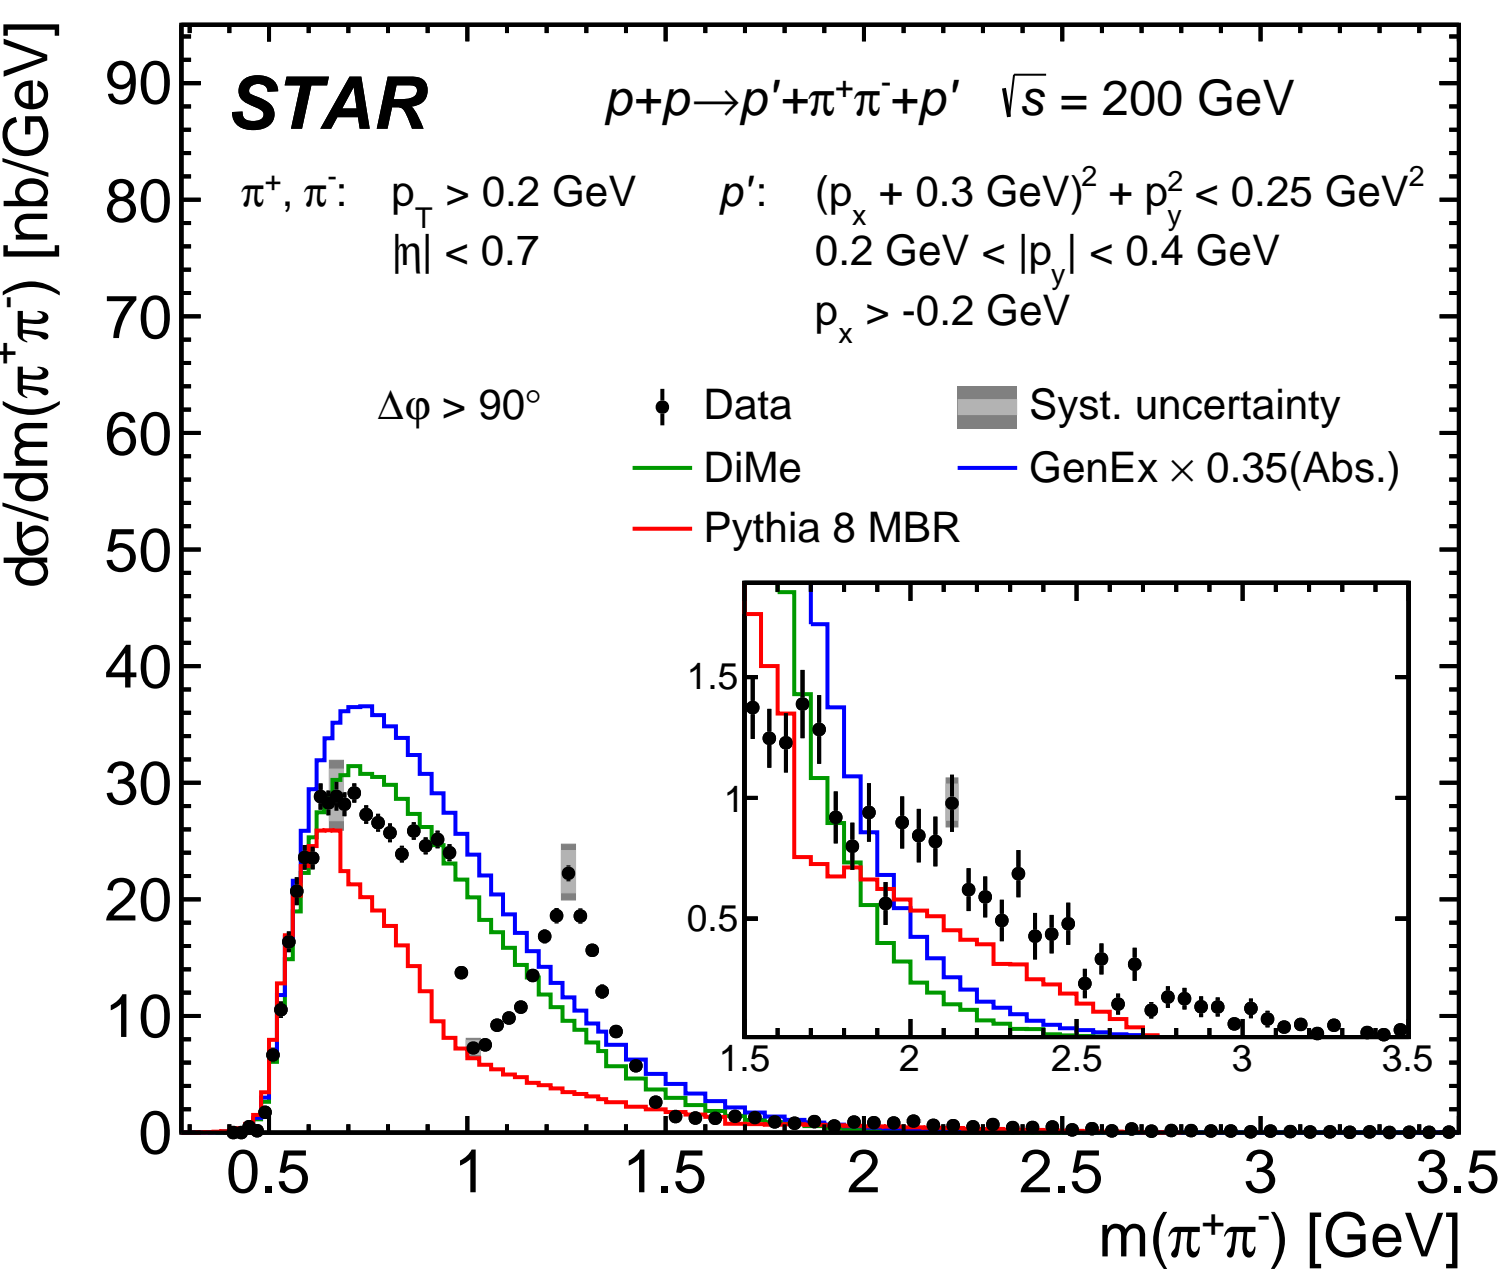 dσ/dm(π⁺π⁻) [nb/GeV]
90
80
70
60
50
40
30
20
10
0
STAR
p+p→p′+π⁺π⁻+p′ √s = 200 GeV
π⁺, π⁻: p_T > 0.2 GeV p′: (p_x + 0.3 GeV)² + p_y² < 0.25 GeV²
|η| < 0.7 0.2 GeV < |p_y| < 0.4 GeV
p_x > -0.2 GeV
Δφ > 90° Data Syst. uncertainty
DiMe GenEx × 0.35(Abs.)
Pythia 8 MBR
1.5
1
0.5
1.5 2 2.5 3 3.5
0.5 1 1.5 2 2.5 3 3.5
m(π⁺π⁻) [GeV]